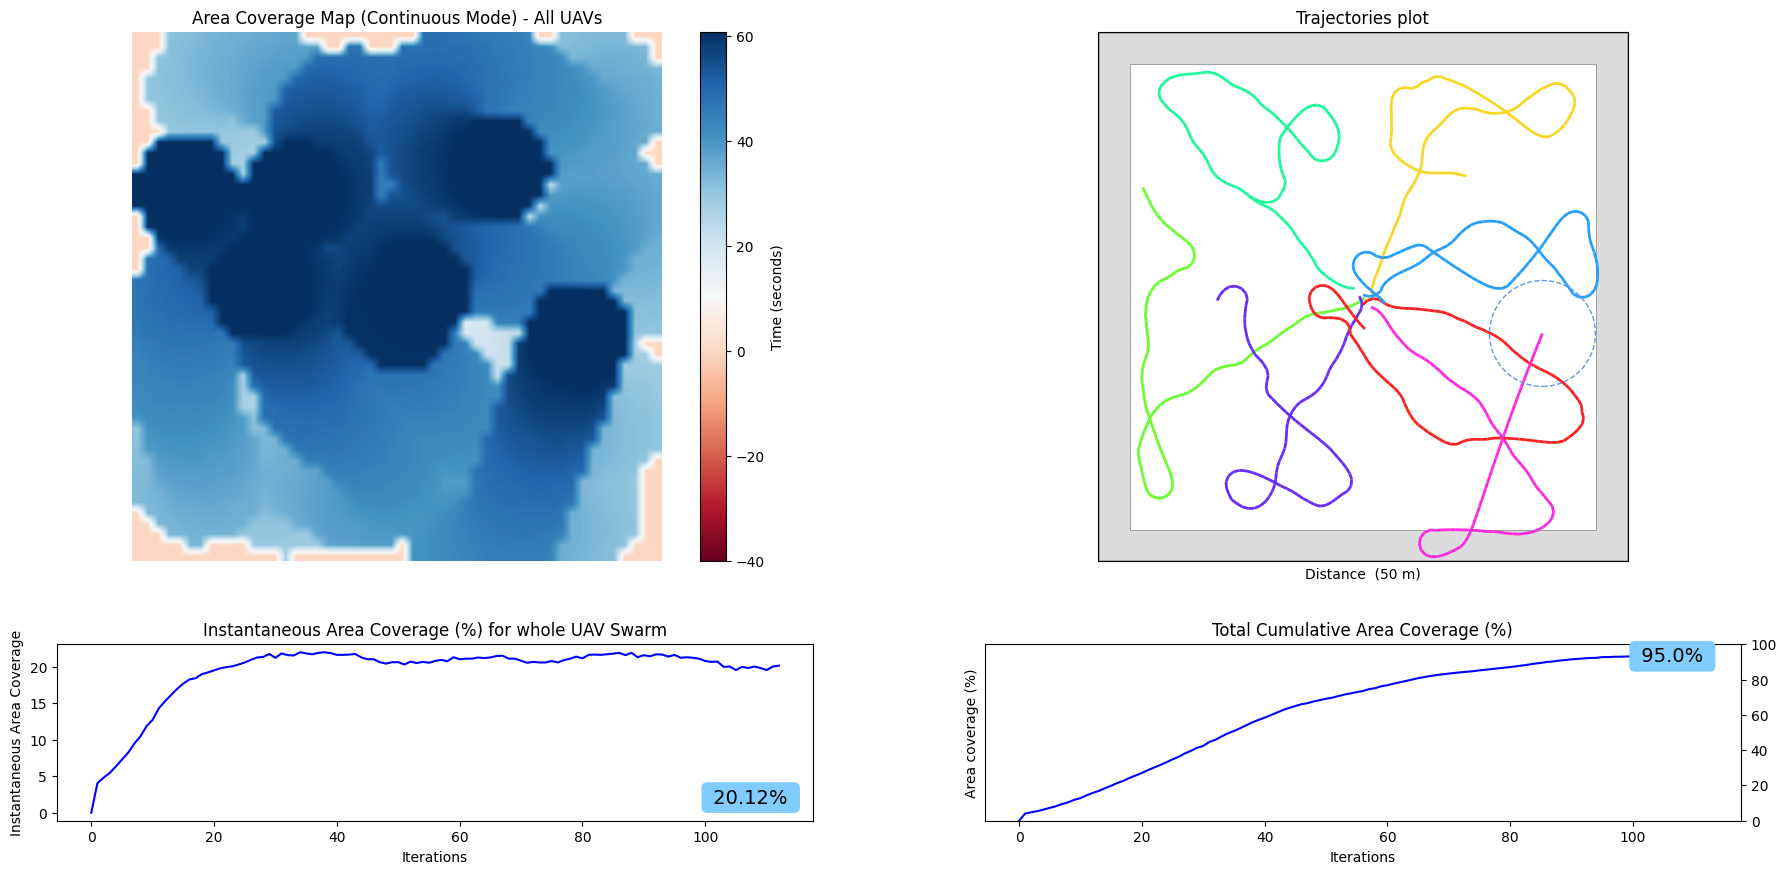 Area Coverage Map (Continuous Mode) - All UAVs
60
40
20
0
−20
−40
Time (seconds)
Trajectories plot
Distance  (50 m)
Instantaneous Area Coverage (%) for whole UAV Swarm
Instantaneous Area Coverage
20
15
10
5
0
20.12%
0 20 40 60 80 100
Iterations
Total Cumulative Area Coverage (%)
Area coverage (%)
95.0%
100
80
60
40
20
0
0 20 40 60 80 100
Iterations